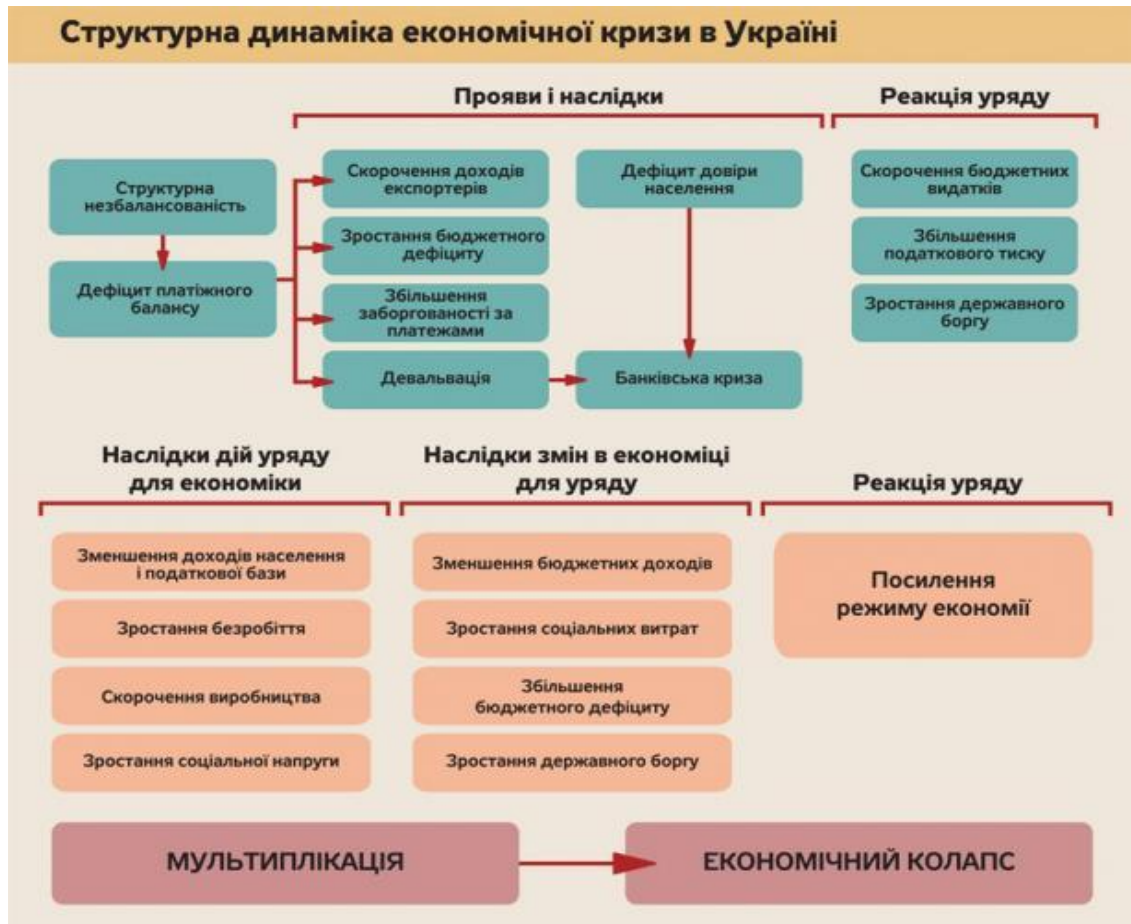 Структурна динаміка економічної кризи в Україні
Прояви і наслідки
Реакція уряду
Структурна
незбалансованість
Дефіцит платіжного
балансу
Скорочення доходів
експортерів
Зростання бюджетного
дефіциту
Збільшення
заборгованості за
платежами
Девальвація
Дефіцит довіри
населення
Банківська криза
Скорочення бюджетних
видатків
Збільшення
податкового тиску
Зростання державного
боргу
Наслідки дій уряду
для економіки
Наслідки змін в економіці
для уряду
Реакція уряду
Зменшення доходів населення
і податкової бази
Зростання безробіття
Скорочення виробництва
Зростання соціальної напруги
Зменшення бюджетних доходів
Зростання соціальних витрат
Збільшення
бюджетного дефіциту
Зростання державного боргу
Посилення
режиму економії
МУЛЬТИПЛІКАЦІЯ
ЕКОНОМІЧНИЙ КОЛАПС